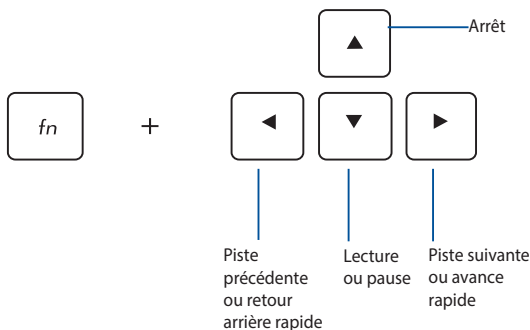 Arrêt
fn
+
Piste
précédente
ou retour
arrière rapide
Lecture
ou pause
Piste suivante
ou avance
rapide